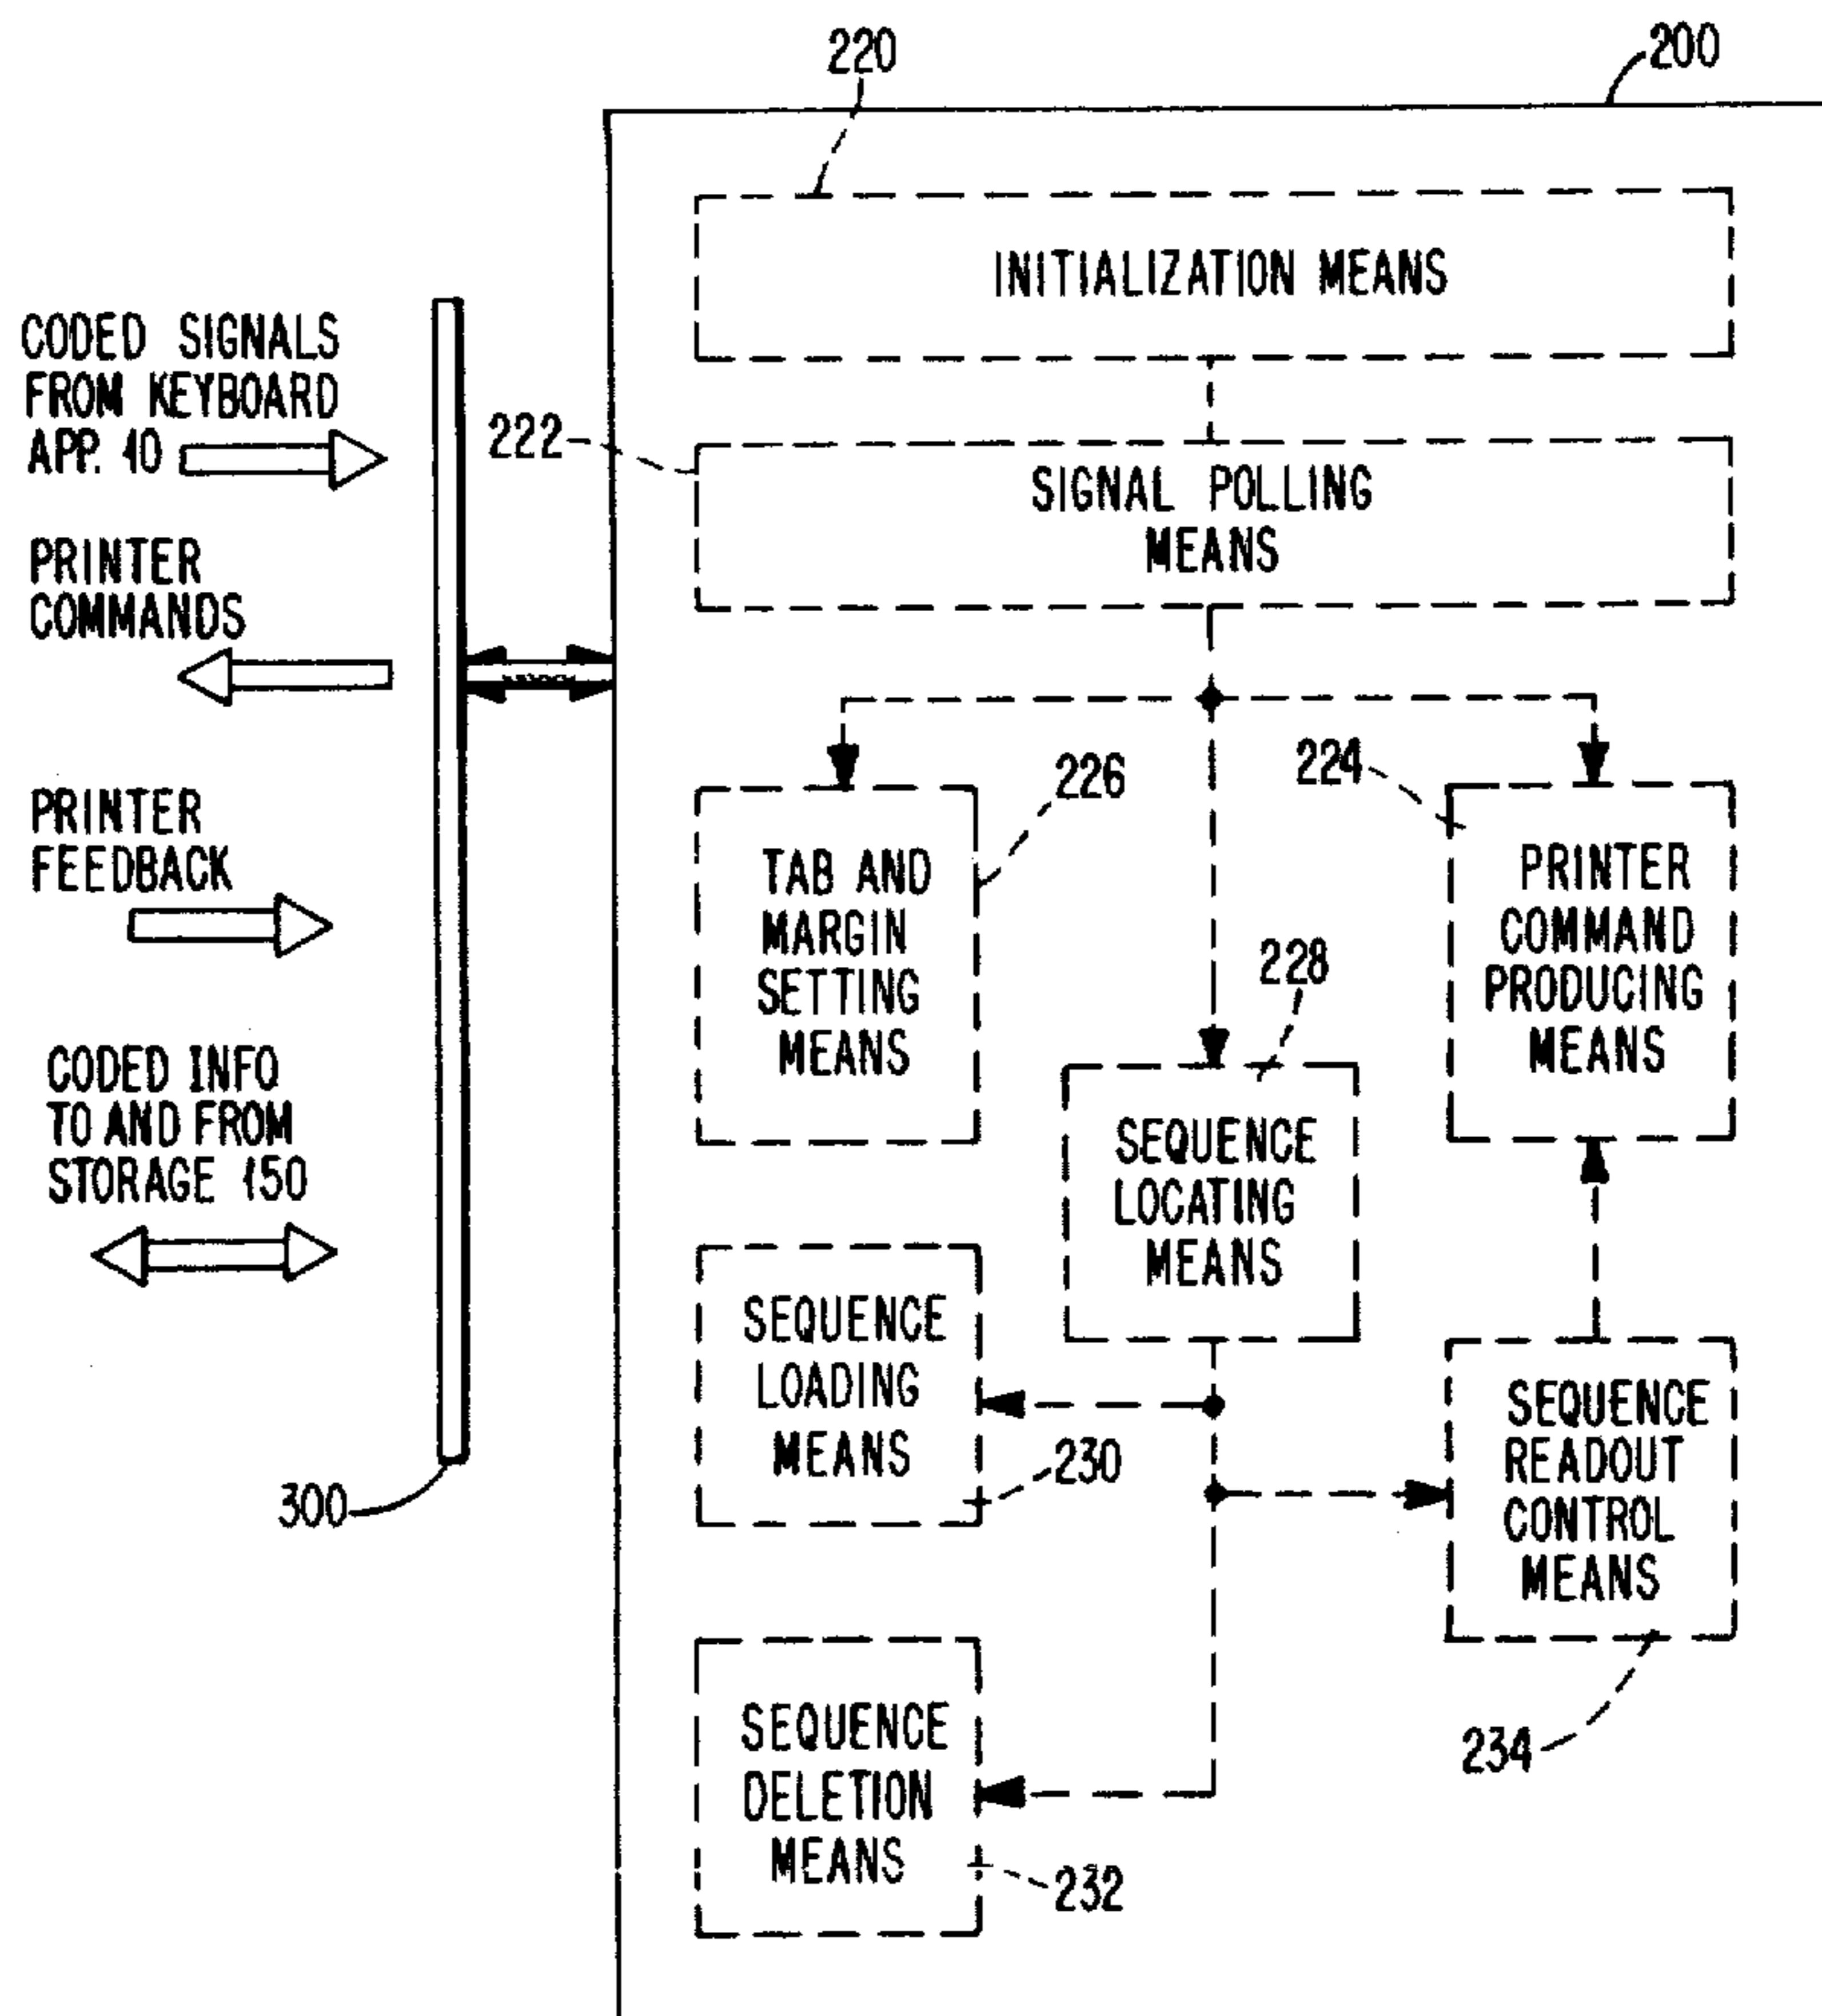 220
200
INITIALIZATION MEANS
CODED SIGNALS
FROM KEYBOARD
APP. 10
222
SIGNAL POLLING
MEANS
PRINTER
COMMANDS
226
224
PRINTER
FEEDBACK
TAB AND
MARGIN
SETTING
MEANS
PRINTER
COMMAND
PRODUCING
MEANS
228
CODED INFO
TO AND FROM
STORAGE 150
SEQUENCE
LOCATING
MEANS
SEQUENCE
LOADING
MEANS
230
SEQUENCE
READOUT
CONTROL
MEANS
300
234
SEQUENCE
DELETION
MEANS
232